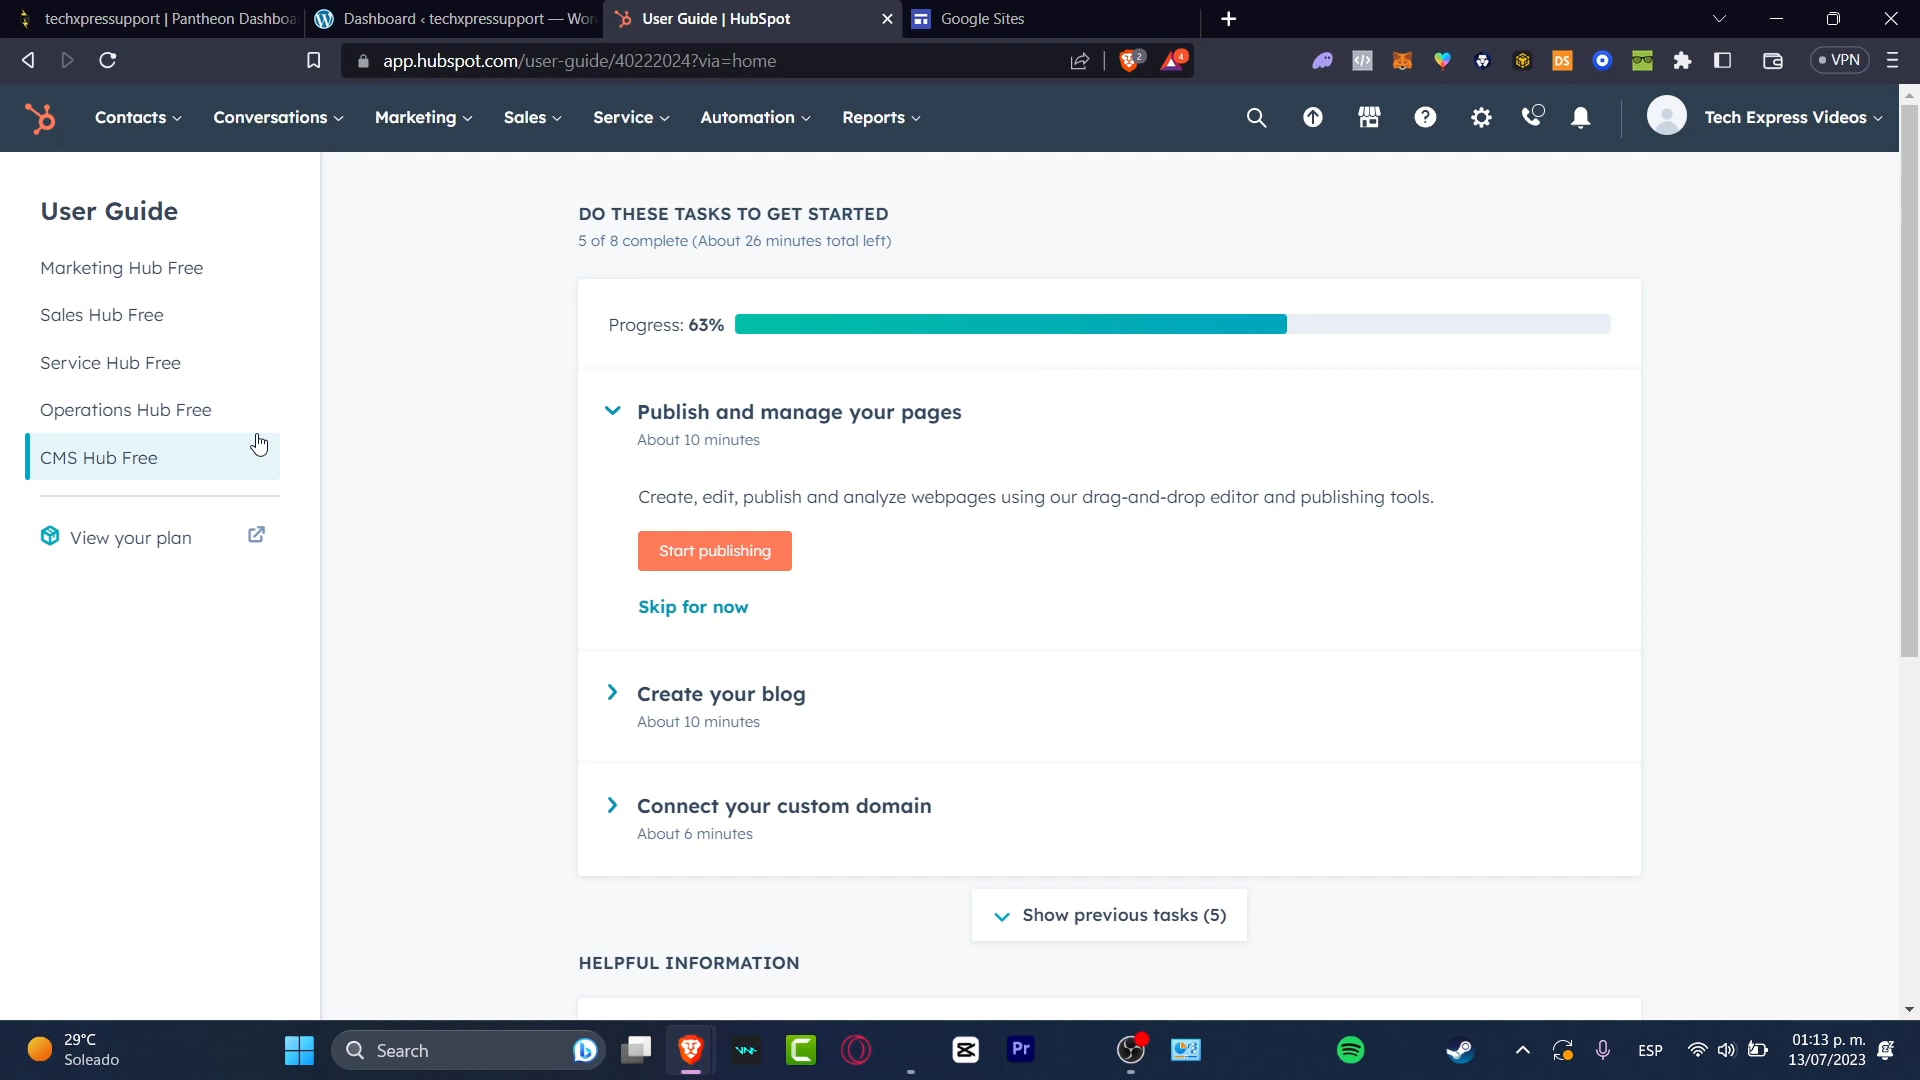 techxpressupport | Pantheon Dashboa
Dashboard ‹ techxpressupport — Wor
User Guide | HubSpot
Google Sites
app.hubspot.com/user-guide/40222024?via=home
2
4
DS
VPN
Contacts
Conversations
Marketing
Sales
Service
Automation
Reports
Tech Express Videos
User Guide
Marketing Hub Free
Sales Hub Free
Service Hub Free
Operations Hub Free
CMS Hub Free
View your plan
DO THESE TASKS TO GET STARTED
5 of 8 complete (About 26 minutes total left)
Progress: 63%
Publish and manage your pages
About 10 minutes
Create, edit, publish and analyze webpages using our drag-and-drop editor and publishing tools.
Start publishing
Skip for now
Create your blog
About 10 minutes
Connect your custom domain
About 6 minutes
Show previous tasks (5)
HELPFUL INFORMATION
29°C
Soleado
Search
Pr
ESP
01:13 p. m.
13/07/2023